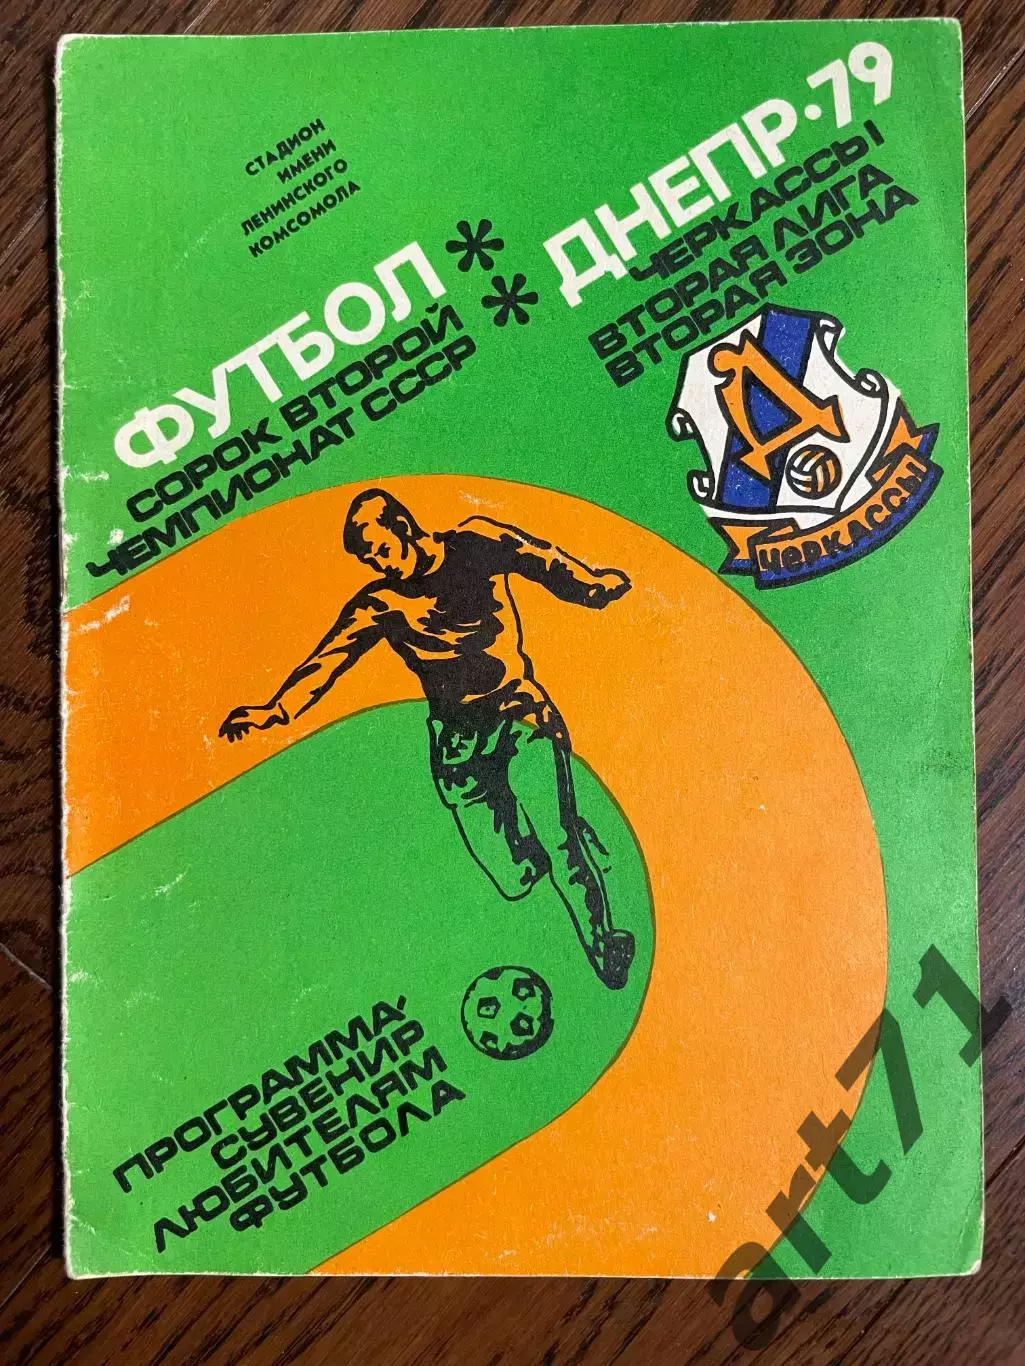 СТАДИОН
ИМЕНИ
ЛЕНИНСКОГО
КОМСОМОЛА
ФУТБОЛ
СОРОК ВТОРОЙ
ЧЕМПИОНАТ СССР
ДНЕПР·79
ЧЕРКАССЫ
ВТОРАЯ ЛИГА
ВТОРАЯ ЗОНА
Д
ЧЕРКАССЫ
ПРОГРАММА-
СУВЕНИР
ЛЮБИТЕЛЯМ
ФУТБОЛА
art71